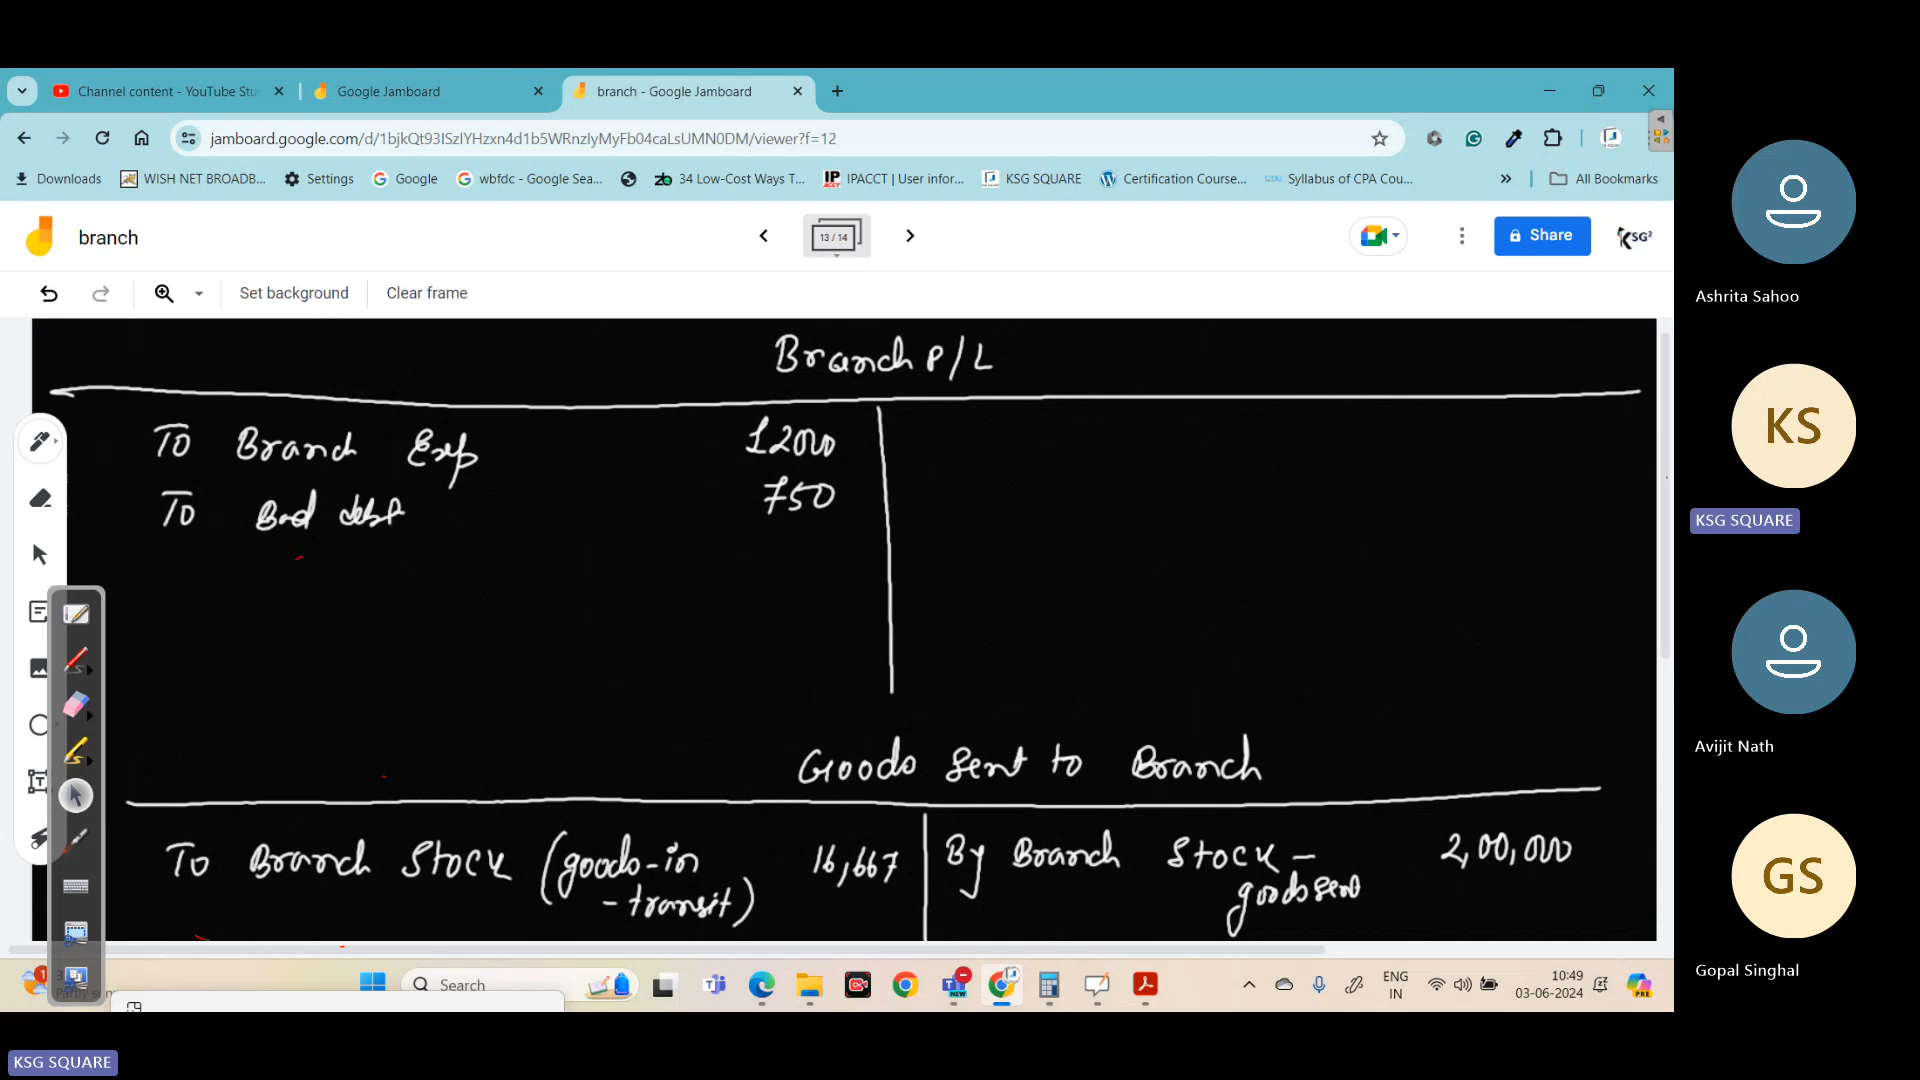 Channel content - YouTube Stu
Google Jamboard
branch - Google Jamboard
jamboard.google.com/d/1bjkQt93ISzIYHzxn4d1b5WRnzIyMyFb04caLsUMN0DM/viewer?f=12
Downloads
WISH NET BROADB...
Settings
Google
wbfdc - Google Sea...
34 Low-Cost Ways T...
IPACCT | User infor...
KSG SQUARE
Certification Course...
Syllabus of CPA Cou...
All Bookmarks
branch
13 / 14
Share
KSG²
Set background
Clear frame
Branch P/L
To Branch Exp 12000
To Bad debt 750
Goods Sent to Branch
To Branch Stock (goods-in 16,667
-transit)
By Branch Stock - 2,00,000
goods sent
Search
ENG
IN
10:49
03-06-2024
Ashrita Sahoo
KS
KSG SQUARE
Avijit Nath
GS
Gopal Singhal
KSG SQUARE